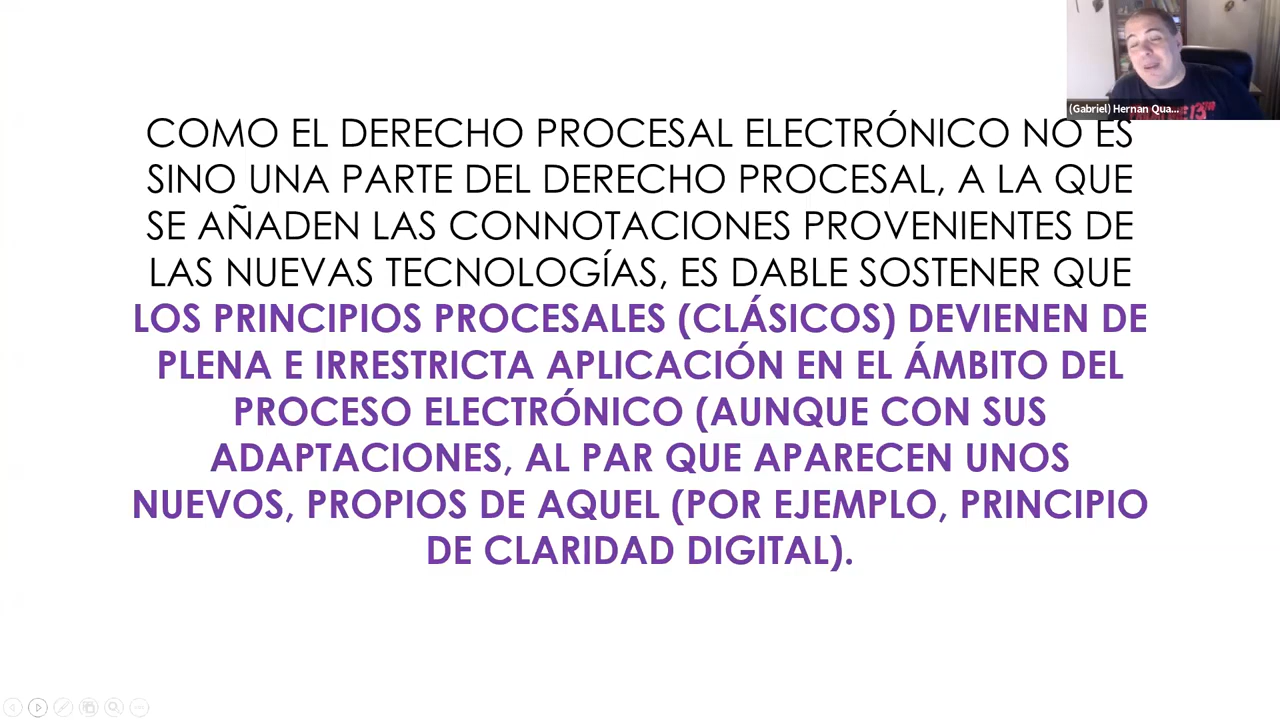 (Gabriel) Hernan Qua...
COMO EL DERECHO PROCESAL ELECTRÓNICO NO ES
SINO UNA PARTE DEL DERECHO PROCESAL, A LA QUE
SE AÑADEN LAS CONNOTACIONES PROVENIENTES DE
LAS NUEVAS TECNOLOGÍAS, ES DABLE SOSTENER QUE
LOS PRINCIPIOS PROCESALES (CLÁSICOS) DEVIENEN DE
PLENA E IRRESTRICTA APLICACIÓN EN EL ÁMBITO DEL
PROCESO ELECTRÓNICO (AUNQUE CON SUS
ADAPTACIONES, AL PAR QUE APARECEN UNOS
NUEVOS, PROPIOS DE AQUEL (POR EJEMPLO, PRINCIPIO
DE CLARIDAD DIGITAL).